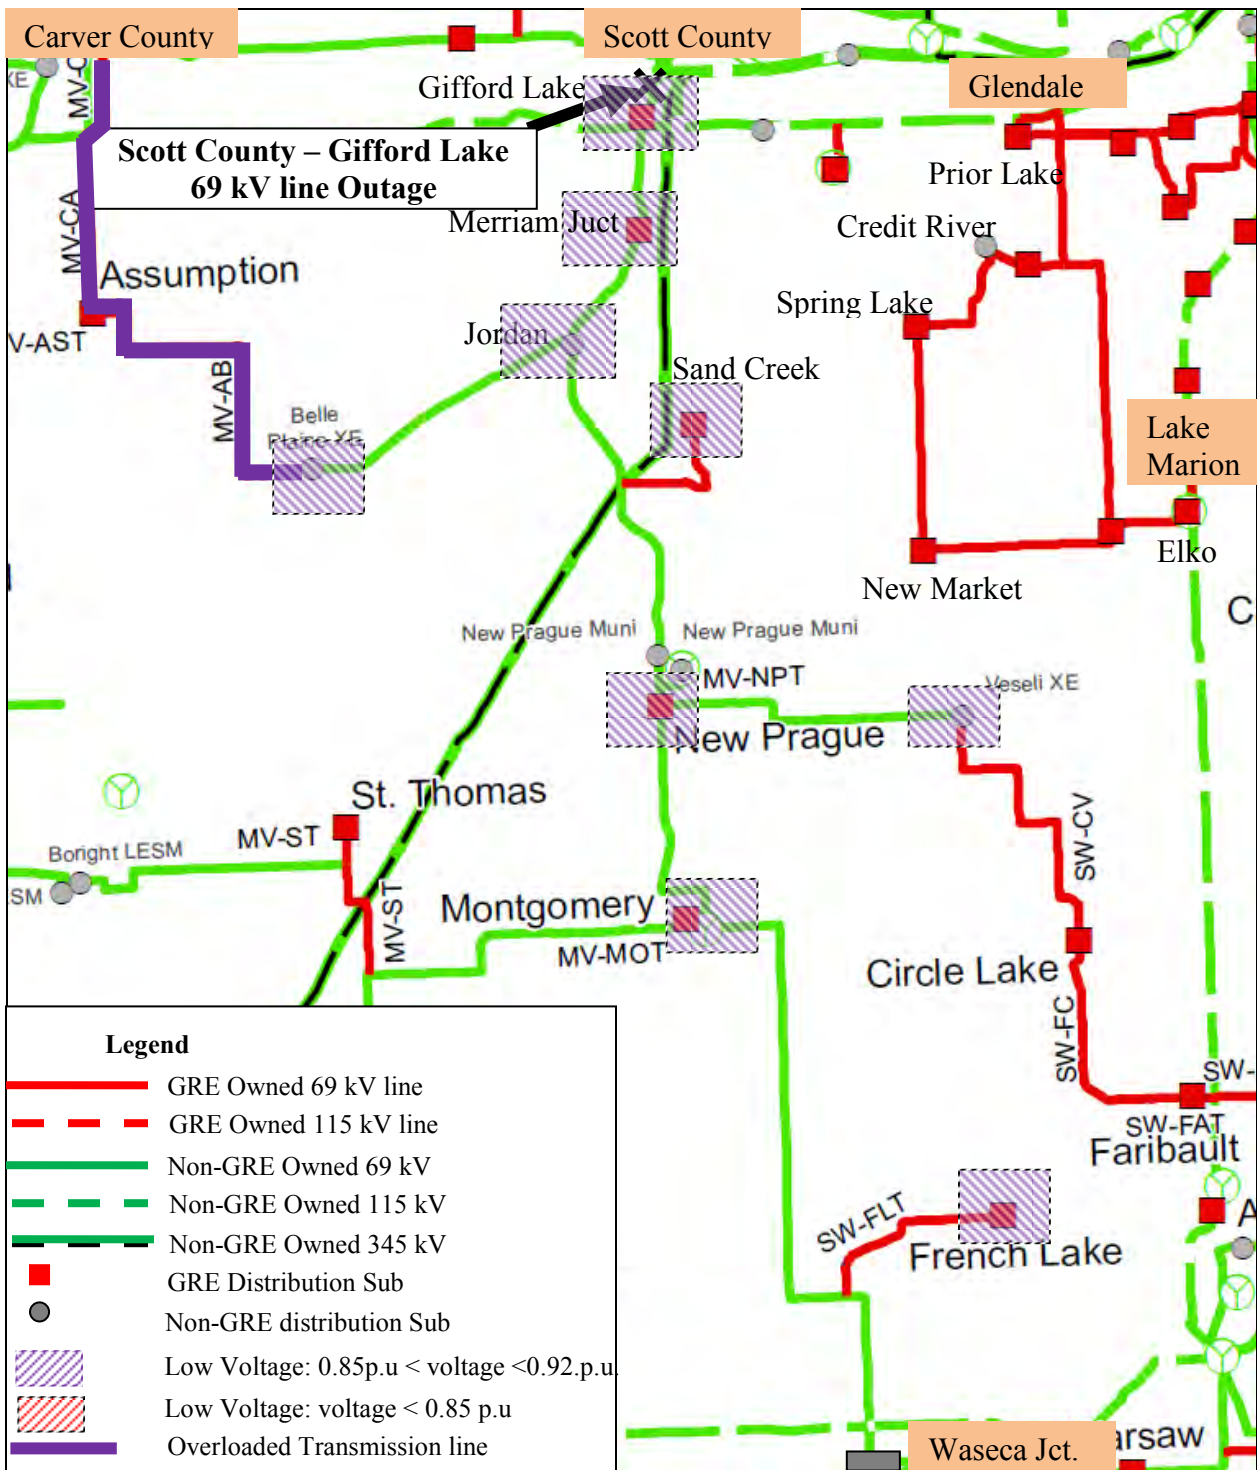 Carver County
Scott County
XE
MV-C
Gifford Lake
Glendale
Scott County – Gifford Lake
69 kV line Outage
Prior Lake
MV-CA
Merriam Juct
Credit River
Assumption
Spring Lake
V-AST
Jordan
Sand Creek
MV-AB
Belle
Plaine XE
Lake
Marion
Elko
New Market
C
New Prague Muni
New Prague Muni
MV-NPT
Veseli XE
New Prague
St. Thomas
MV-ST
SW-CV
Boright LESM
SM
MV-ST
Montgomery
MV-MOT
Circle Lake
SW-FC
SW-
SW-FAT
Faribault
SW-FLT
French Lake
A
Legend
GRE Owned 69 kV line
GRE Owned 115 kV line
Non-GRE Owned 69 kV
Non-GRE Owned 115 kV
Non-GRE Owned 345 kV
GRE Distribution Sub
Non-GRE distribution Sub
Low Voltage: 0.85p.u < voltage <0.92.p.u.
Low Voltage: voltage < 0.85 p.u
Overloaded Transmission line
Waseca Jct.
arsaw